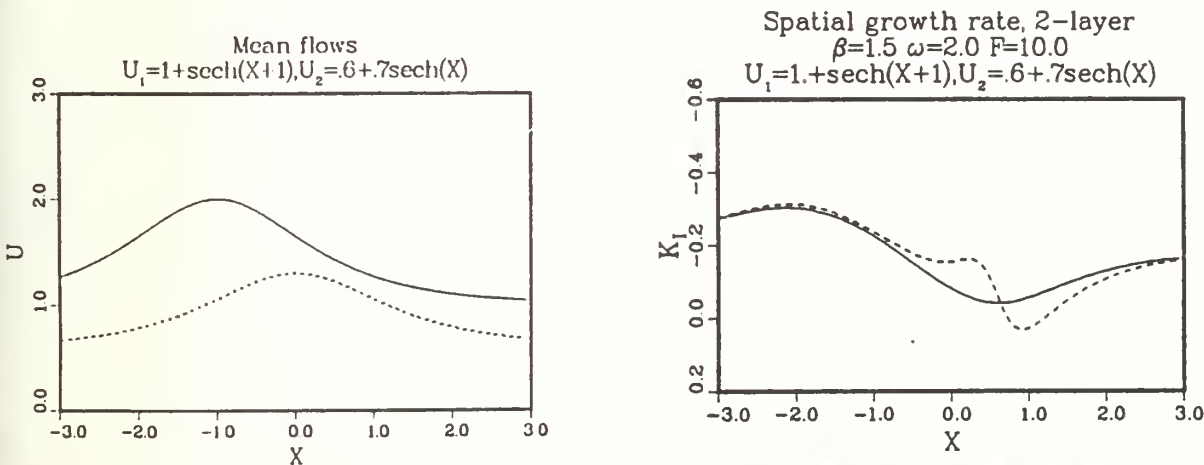 Mean flows
U₁=1+sech(X+1),U₂=.6+.7sech(X)
3.0
2.0
1.0
0.0
U
-3.0
-2.0
-1.0
0.0
1.0
2.0
3.0
X
Spatial growth rate, 2-layer
β=1.5 ω=2.0 F=10.0
U₁=1.+sech(X+1),U₂=.6+.7sech(X)
-0.6
-0.4
-0.2
0.0
0.2
K_I
-3.0
-2.0
-1.0
0.0
1.0
2.0
3.0
X